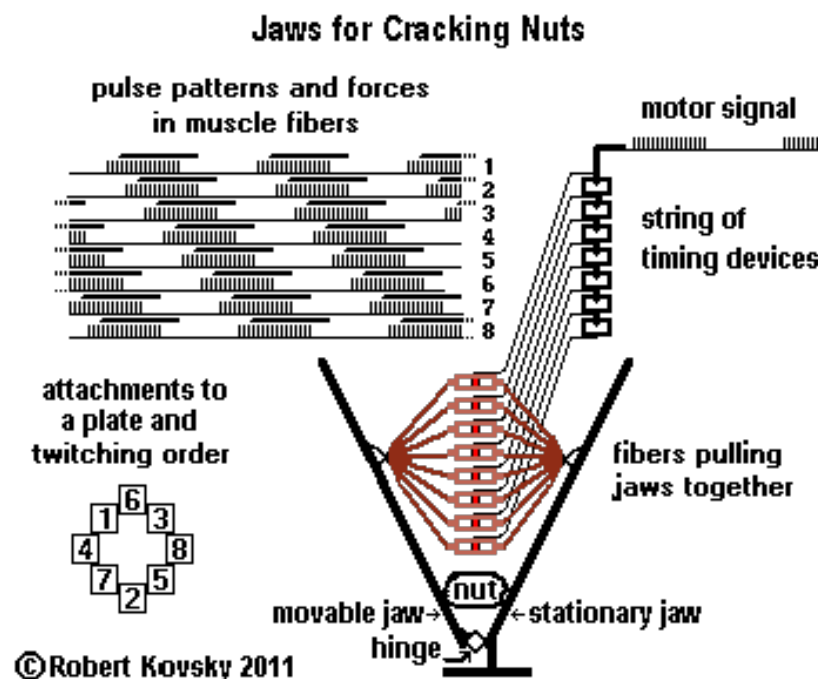 Jaws for Cracking Nuts
pulse patterns and forces
in muscle fibers
motor signal
1
2
3
4
5
6
7
8
string of
timing devices
attachments to
a plate and
twitching order
6
1 3
4 8
7 5
2
fibers pulling
jaws together
nut
movable jaw→
←stationary jaw
hinge
©Robert Kovsky 2011